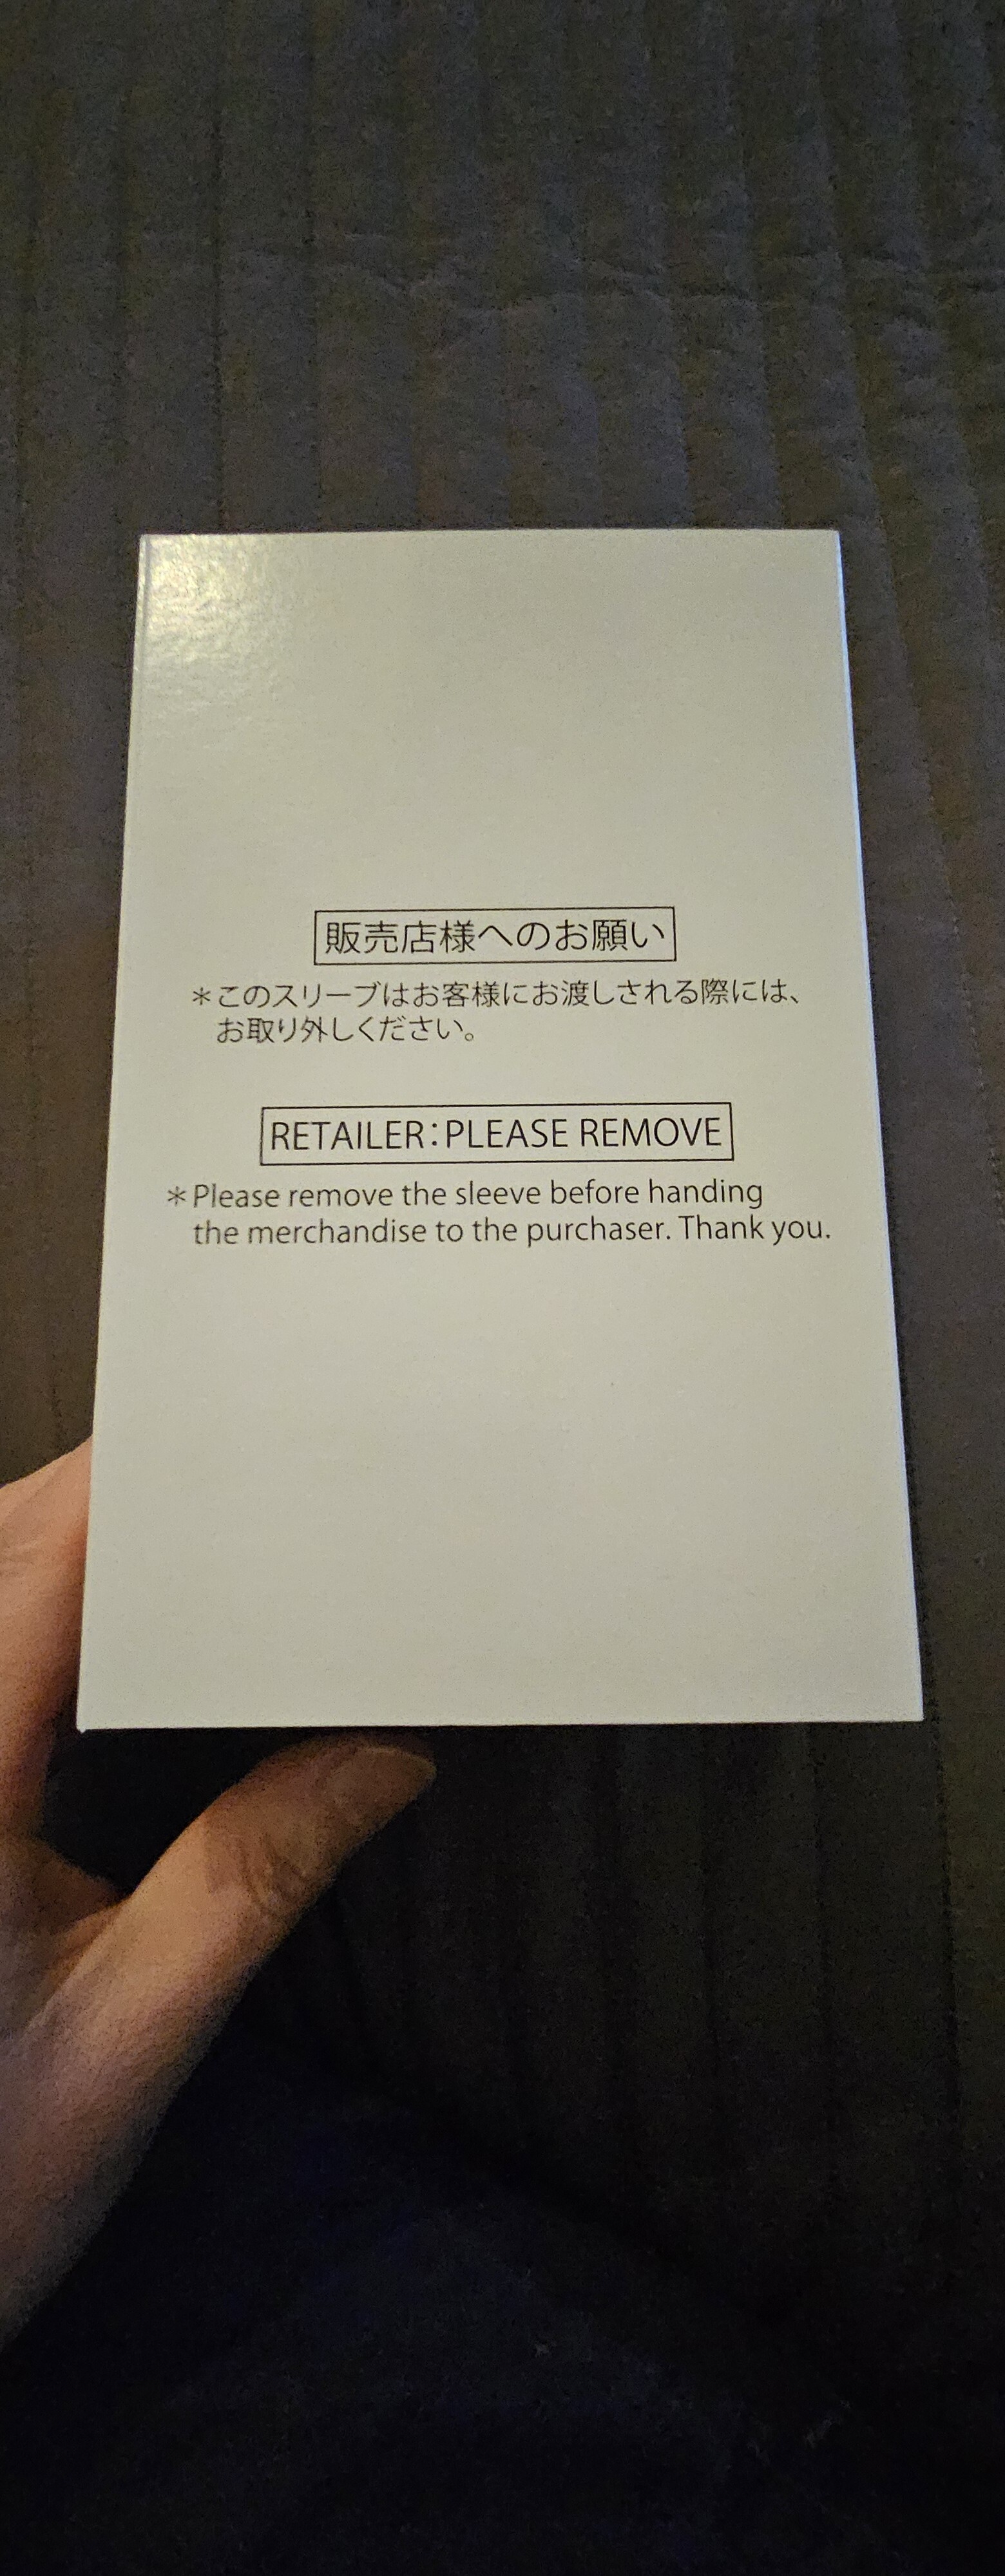 販売店様へのお願い
＊このスリーブはお客様にお渡しされる際には、
お取り外しください。
RETAILER：PLEASE REMOVE
＊Please remove the sleeve before handing
the merchandise to the purchaser. Thank you.